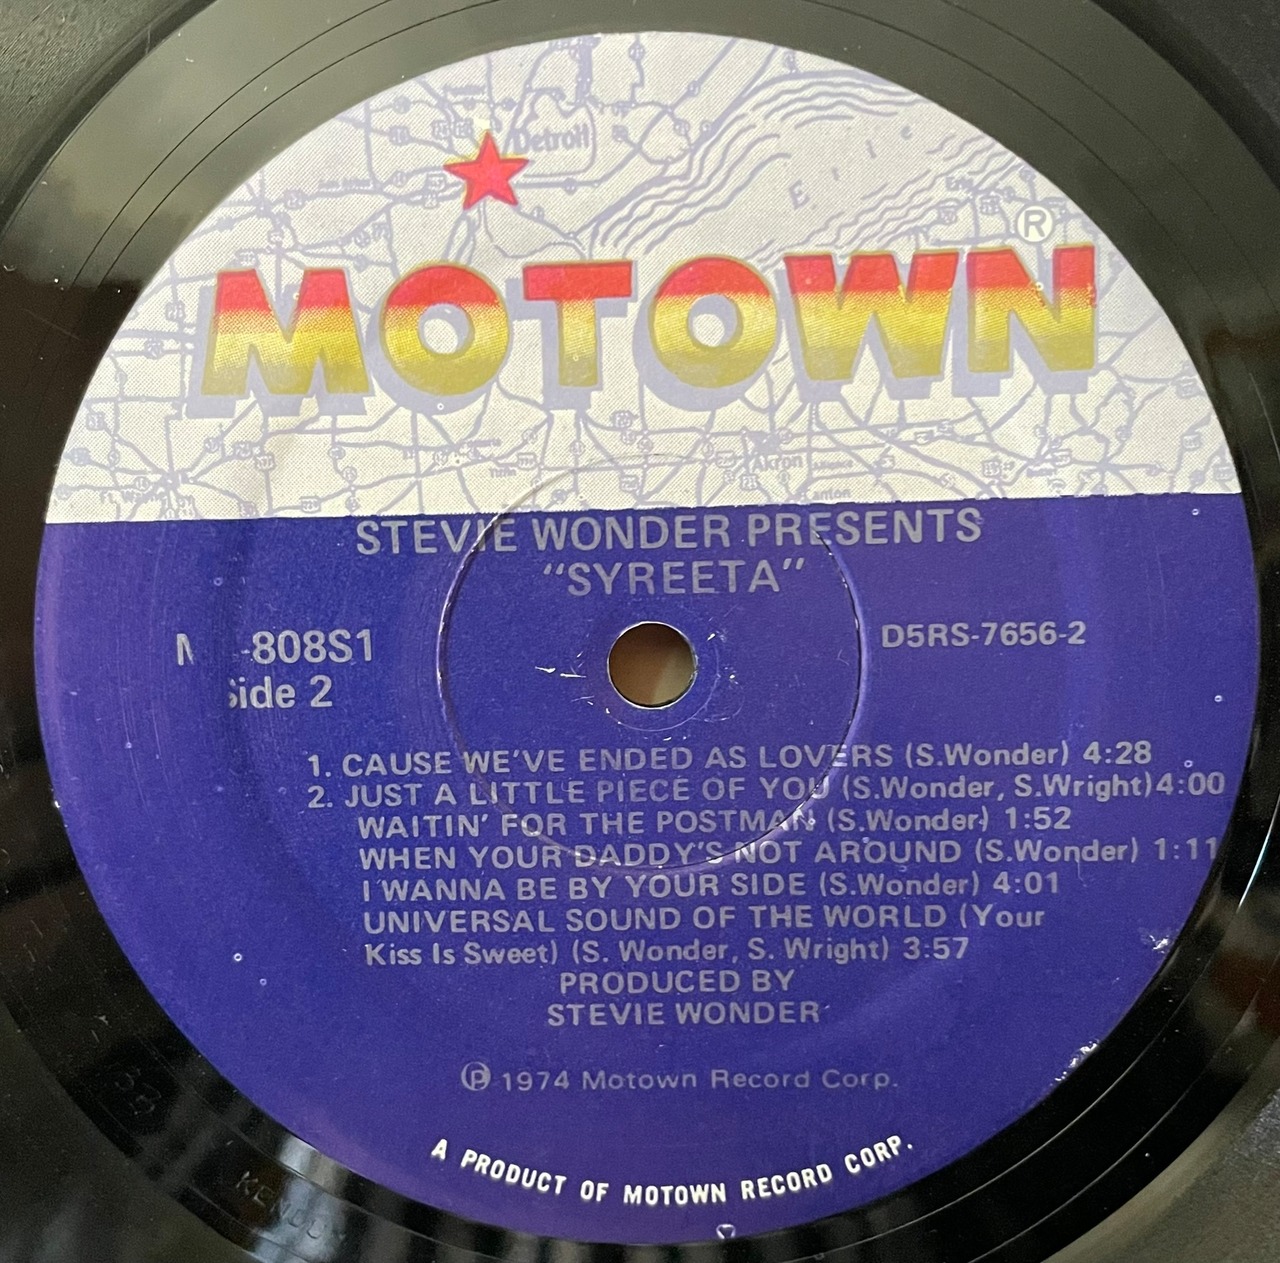 Detroit
E r i e
®
MOTOWN
Akron
Canton
Ft. Wayne
STEVIE WONDER PRESENTS
"SYREETA"
-808S1
D5RS-7656-2
Side 2
1. CAUSE WE'VE ENDED AS LOVERS (S.Wonder) 4:28
2. JUST A LITTLE PIECE OF YOU (S.Wonder, S.Wright)4:00
WAITIN' FOR THE POSTMAN (S.Wonder) 1:52
WHEN YOUR DADDY'S NOT AROUND (S.Wonder) 1:11
I WANNA BE BY YOUR SIDE (S.Wonder) 4:01
UNIVERSAL SOUND OF THE WORLD (Your
Kiss Is Sweet) (S. Wonder, S. Wright) 3:57
PRODUCED BY
STEVIE WONDER
℗ 1974 Motown Record Corp.
A PRODUCT OF MOTOWN RECORD CORP.